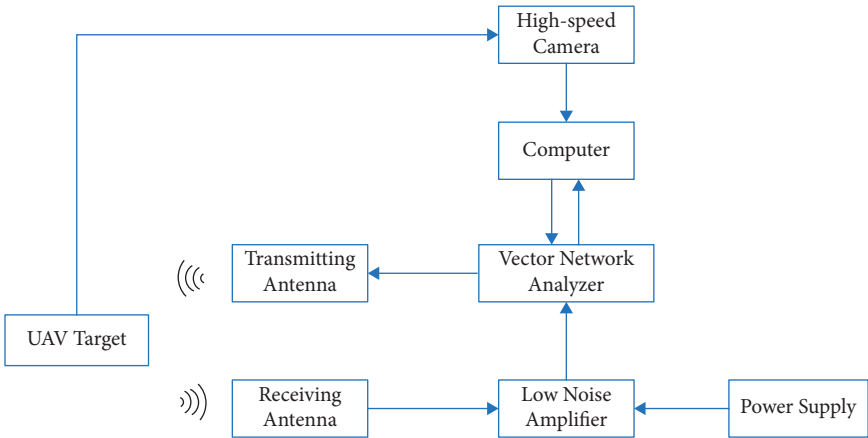 High-speed
Camera
Computer
Transmitting
Antenna
Vector Network
Analyzer
UAV Target
Receiving
Antenna
Low Noise
Amplifier
Power Supply